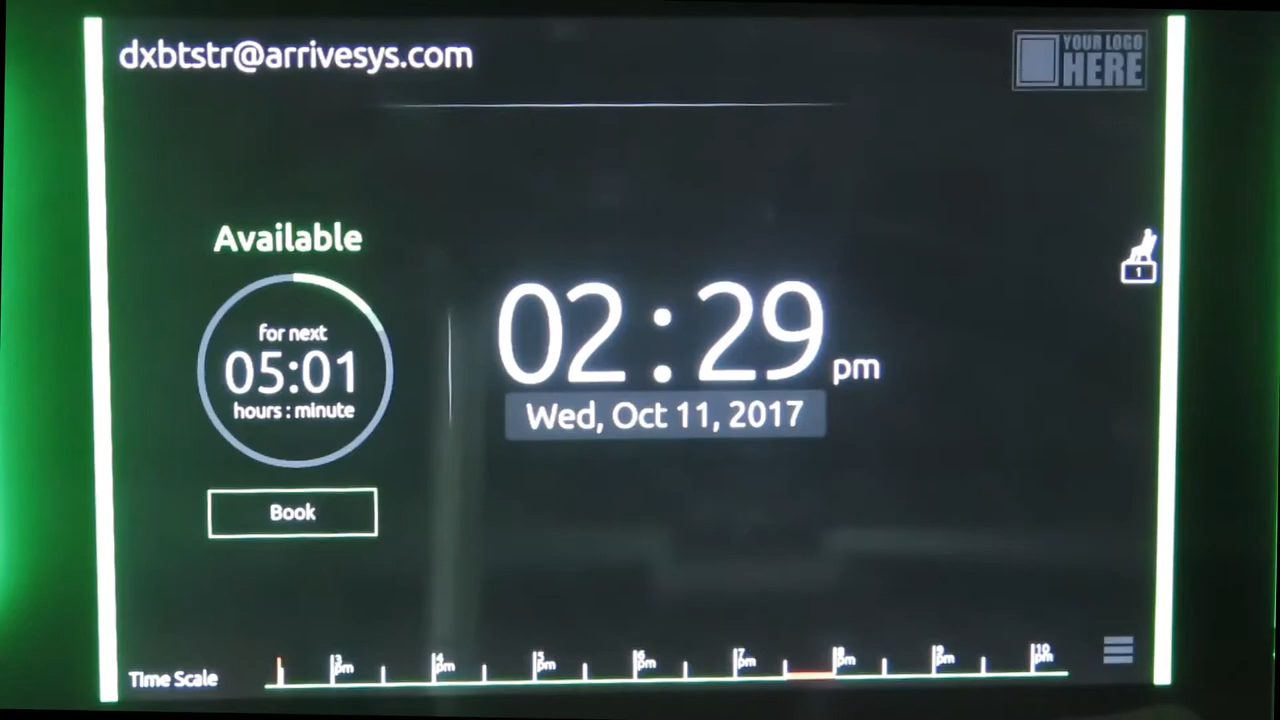 dxbtstr@arrivesys.com
YOUR LOGO
HERE
Available
for next
05:01
hours : minute
Book
02 : 29 pm
Wed, Oct 11, 2017
1
Time Scale
3 pm 4 pm 5 pm 6 pm 7 pm 8 pm 9 pm 10 pm